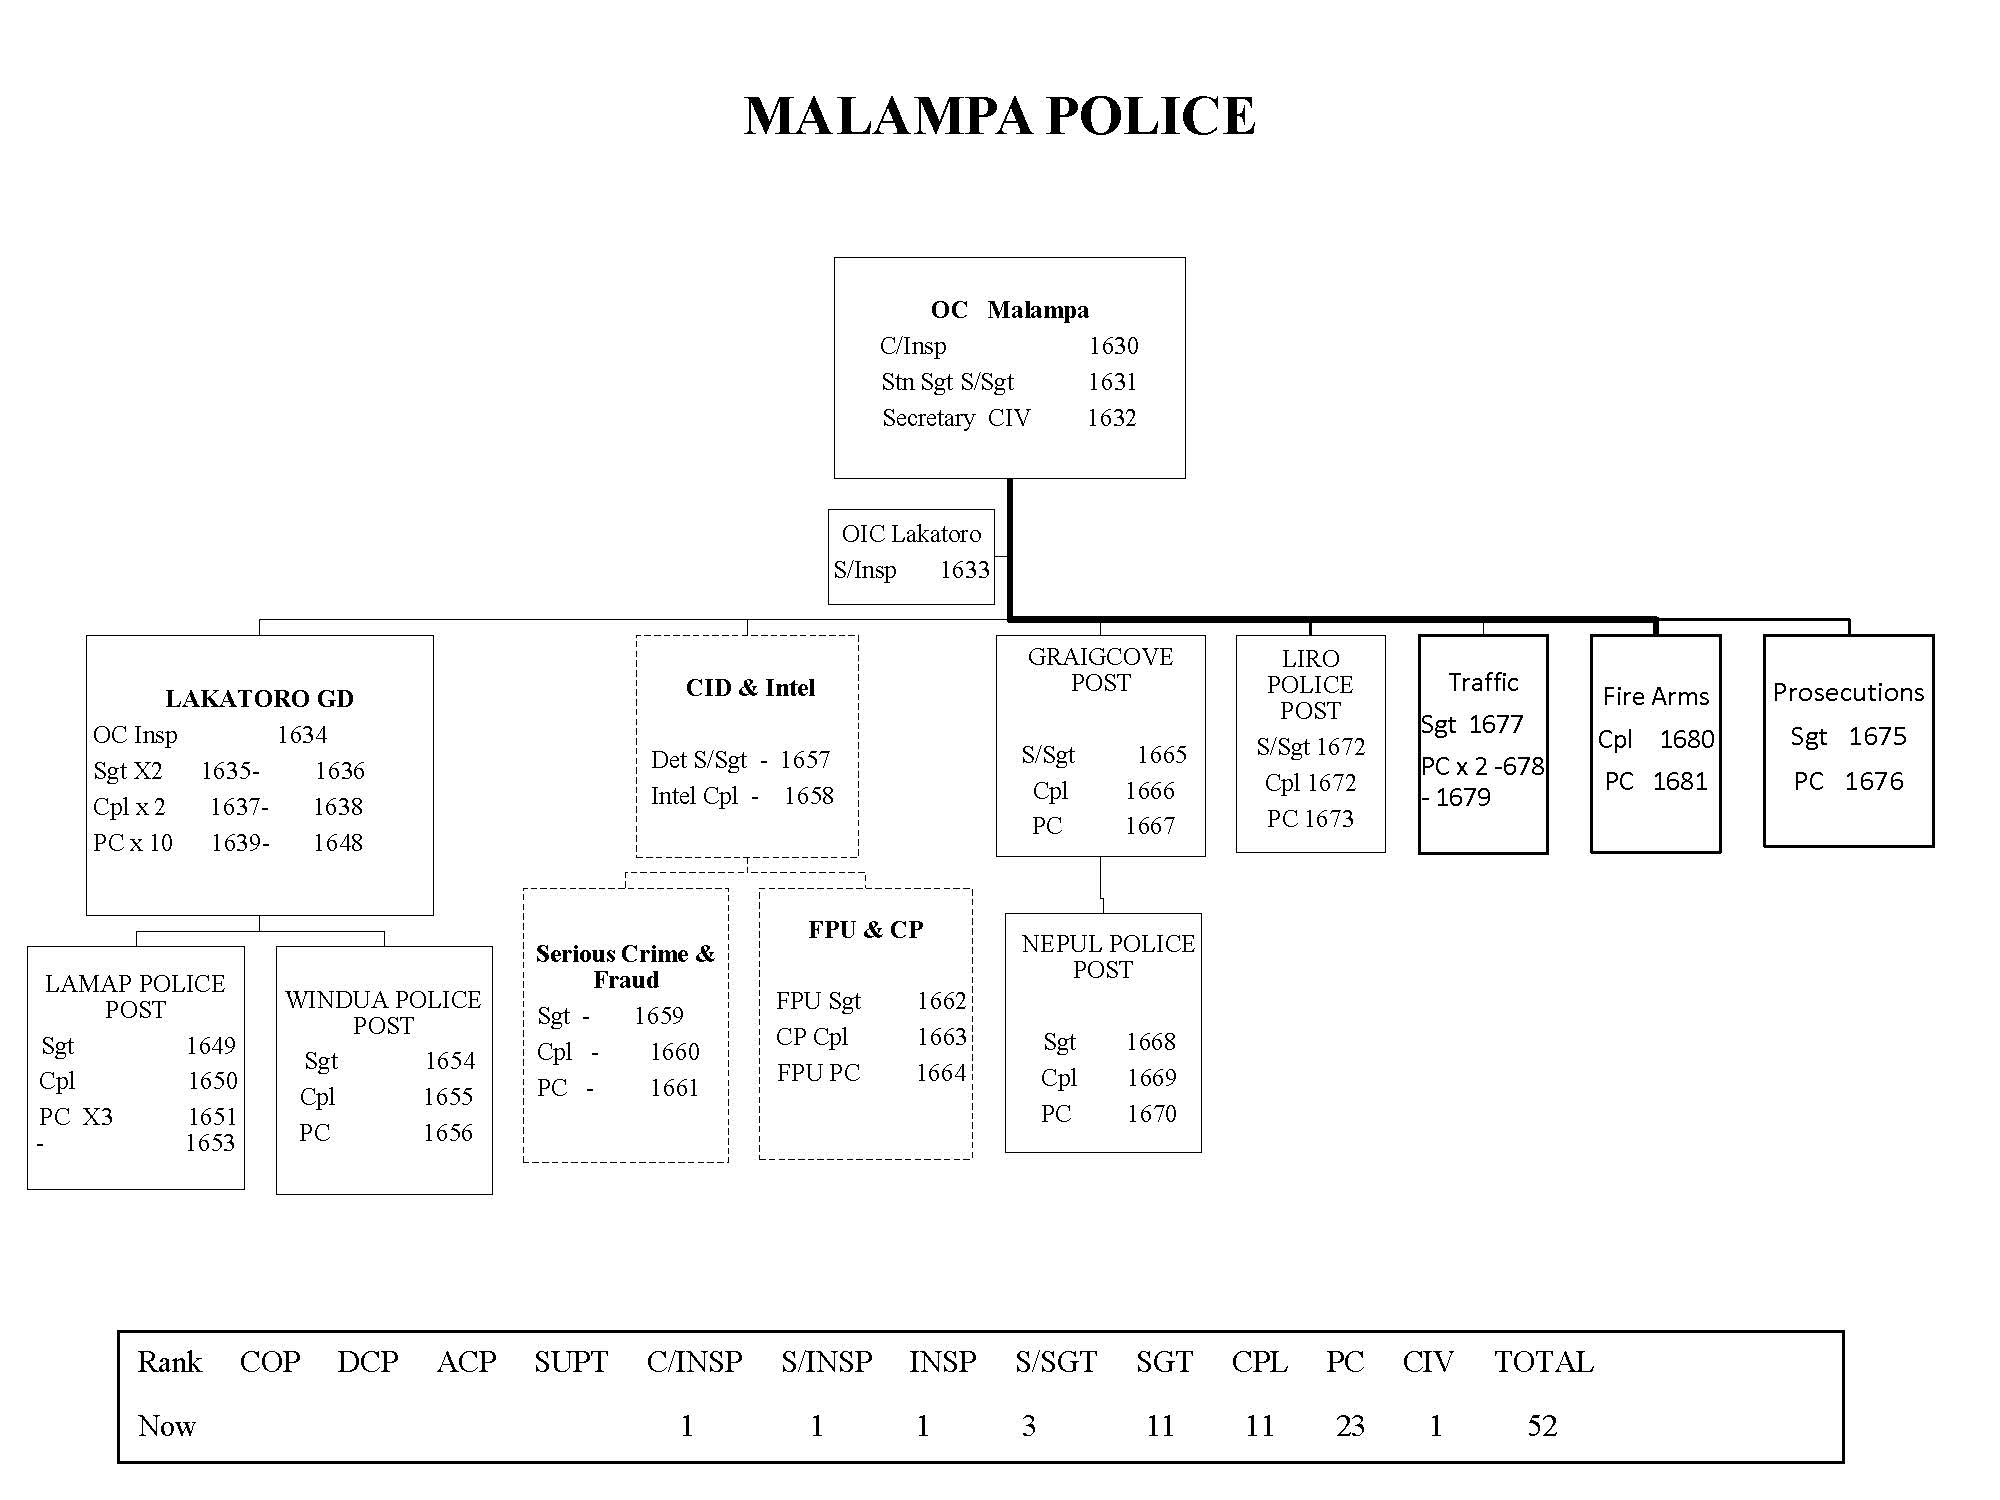 MALAMPA POLICE
OC Malampa
C/Insp 1630
Stn Sgt S/Sgt 1631
Secretary CIV 1632
OIC Lakatoro
S/Insp 1633
LAKATORO GD
OC Insp 1634
Sgt X2 1635- 1636
Cpl x 2 1637- 1638
PC x 10 1639- 1648
CID & Intel
Det S/Sgt - 1657
Intel Cpl - 1658
GRAIGCOVE
POST
S/Sgt 1665
Cpl 1666
PC 1667
LIRO
POLICE
POST
S/Sgt 1672
Cpl 1672
PC 1673
Traffic
Sgt 1677
PC x 2 -678
- 1679
Fire Arms
Cpl 1680
PC 1681
Prosecutions
Sgt 1675
PC 1676
LAMAP POLICE
POST
Sgt 1649
Cpl 1650
PC X3 1651
- 1653
WINDUA POLICE
POST
Sgt 1654
Cpl 1655
PC 1656
Serious Crime &
Fraud
Sgt - 1659
Cpl - 1660
PC - 1661
FPU & CP
FPU Sgt 1662
CP Cpl 1663
FPU PC 1664
NEPUL POLICE
POST
Sgt 1668
Cpl 1669
PC 1670
Rank COP DCP ACP SUPT C/INSP S/INSP INSP S/SGT SGT CPL PC CIV TOTAL
Now 1 1 1 3 11 11 23 1 52